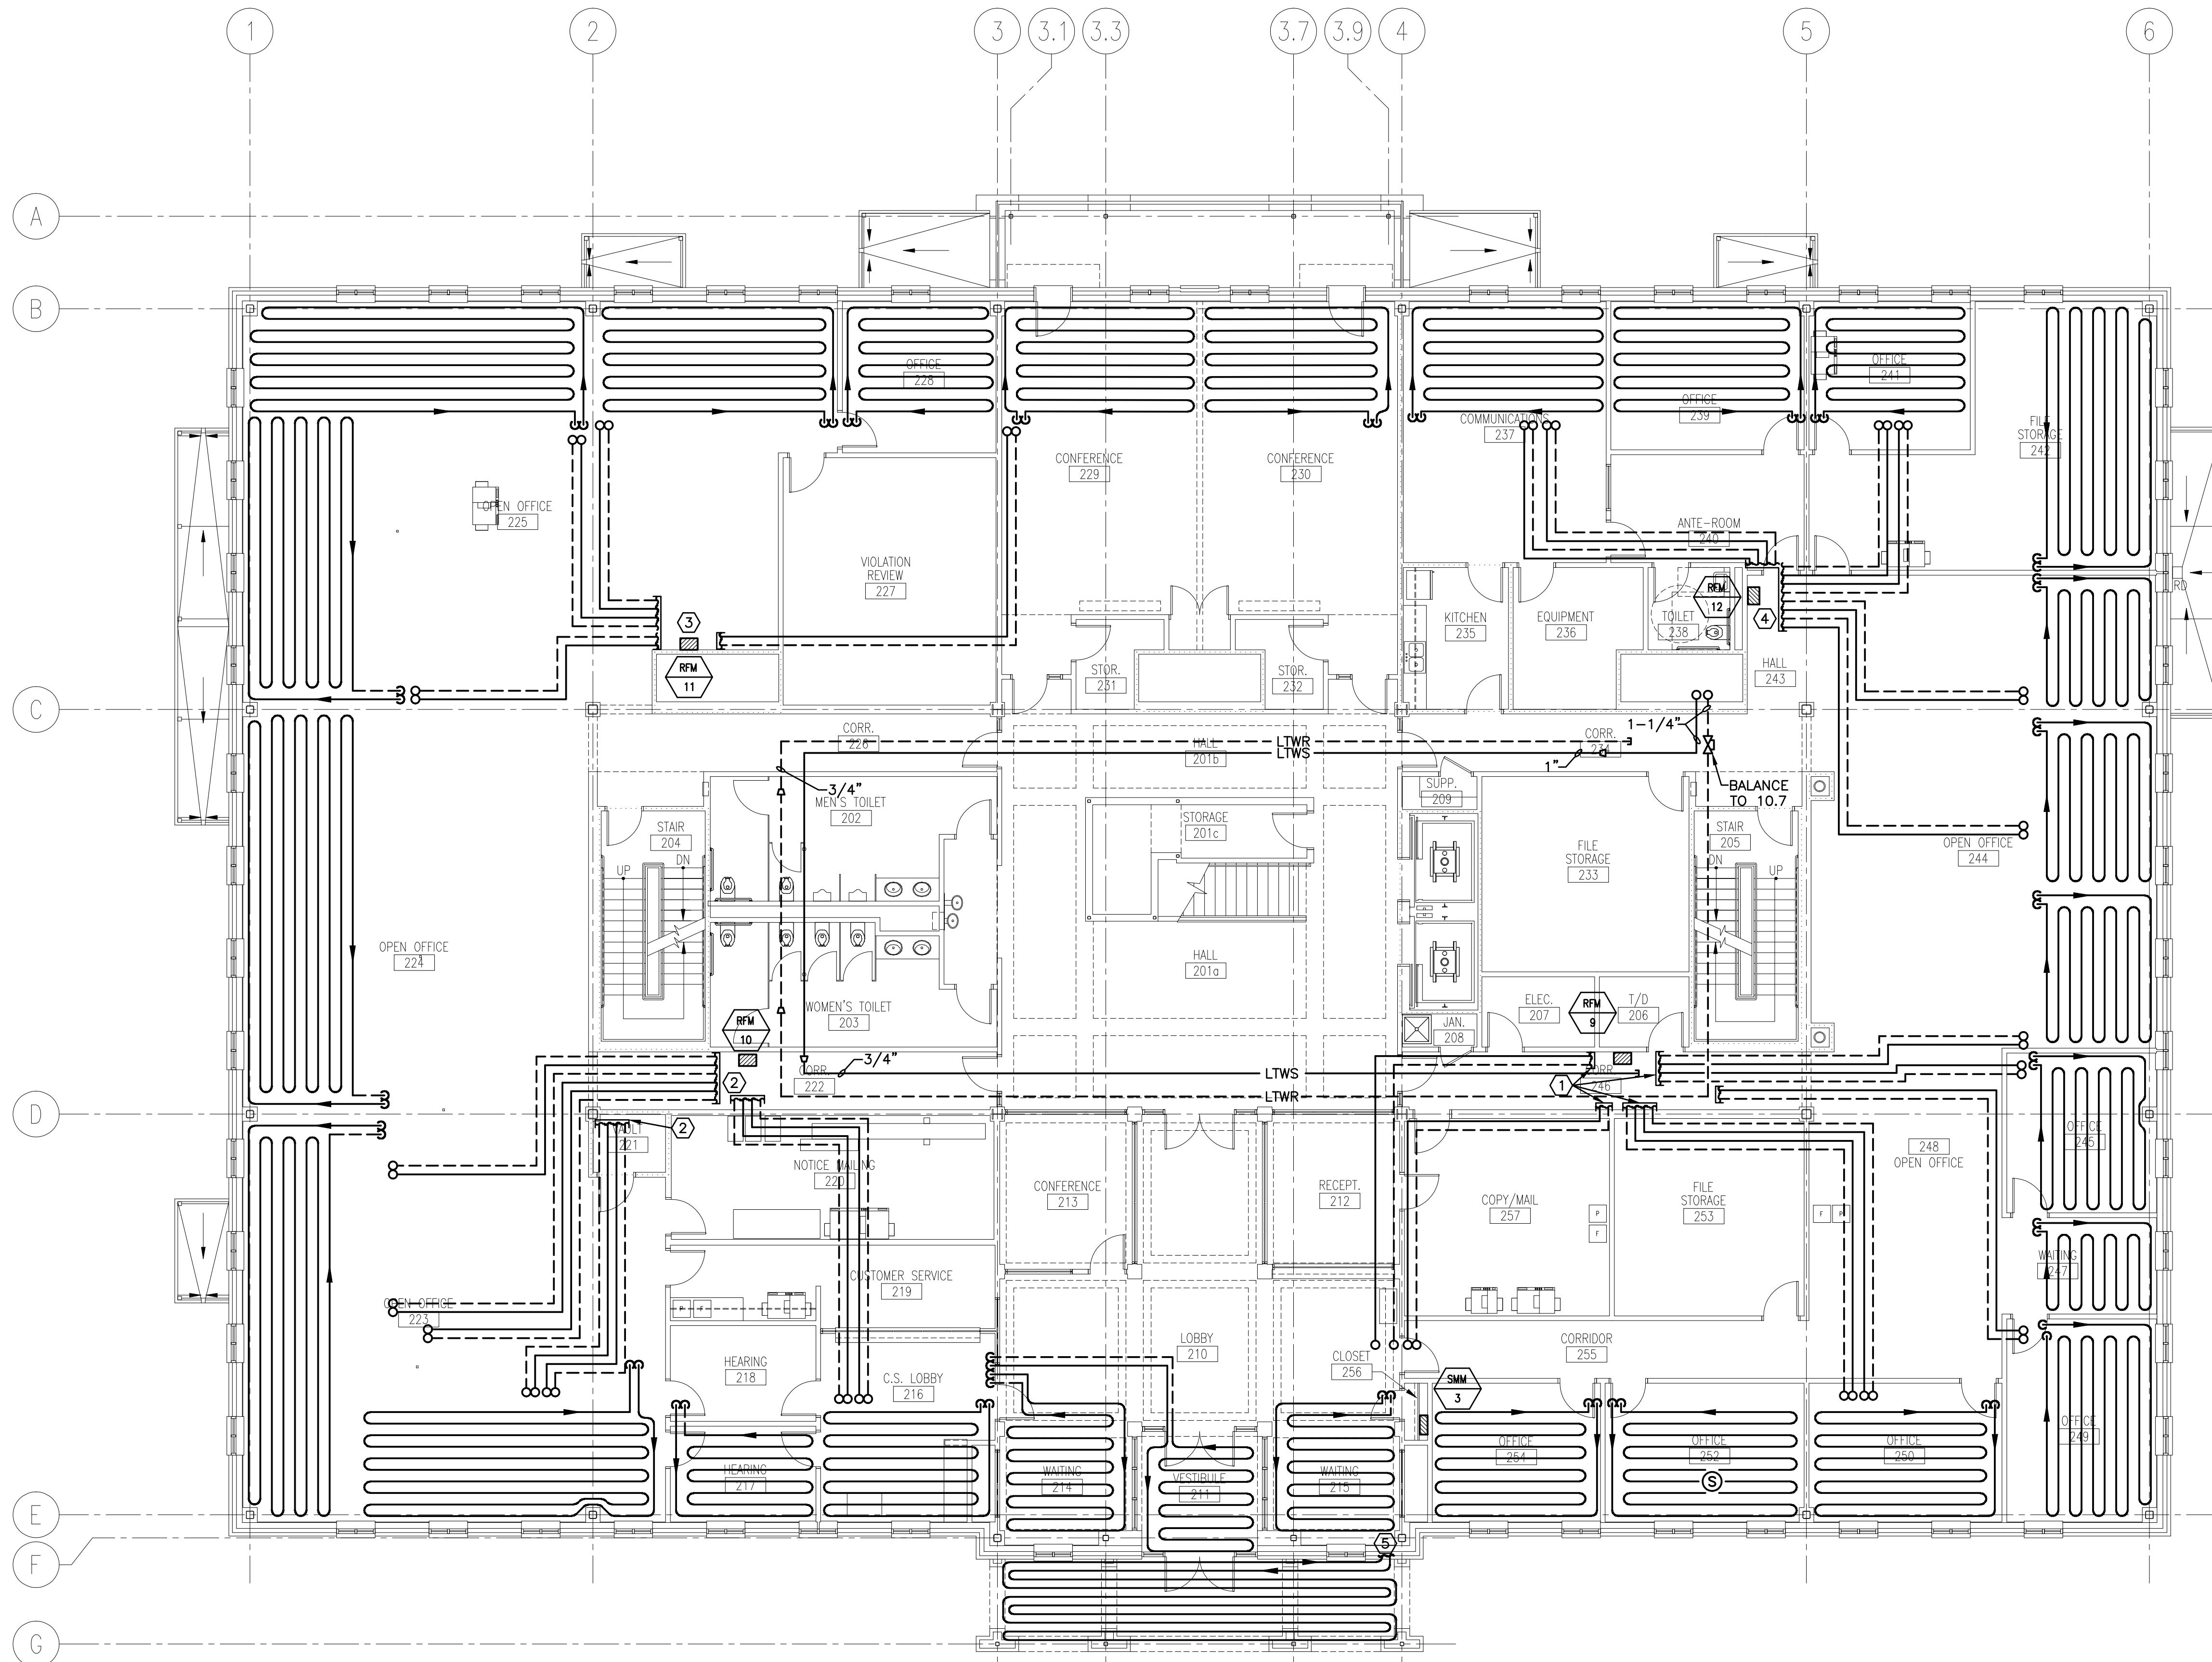 1
2
3
3.1
3.3
3.7
3.9
4
5
6
A
B
C
D
E
F
G
OFFICE
228
OFFICE
241
COMMUNICATIONS
237
OFFICE
239
FILE
STORAGE
242
CONFERENCE
229
CONFERENCE
230
OPEN OFFICE
225
ANTE-ROOM
240
VIOLATION
REVIEW
227
RD
RFM
12
3
4
KITCHEN
235
EQUIPMENT
236
TOILET
238
RFM
11
STOR.
231
STOR.
232
HALL
243
1-1/4"
CORR.
226
LTWR
LTWS
HALL
201b
CORR.
234
1"
3/4"
BALANCE
TO 10.7
MEN'S TOILET
202
SUPP.
209
STORAGE
201c
STAIR
204
STAIR
205
FILE
STORAGE
233
OPEN OFFICE
244
UP
DN
DN
UP
OPEN OFFICE
224
HALL
201a
WOMEN'S TOILET
203
ELEC.
207
RFM
9
T/D
206
RFM
10
JAN.
208
3/4"
CORR.
222
2
LTWS
1
CORR.
246
LTWR
VAULT
221
2
OFFICE
245
248
OPEN OFFICE
NOTICE MAILING
220
CONFERENCE
213
RECEPT.
212
COPY/MAIL
257
P
F
FILE
STORAGE
253
F
P
WAITING
247
CUSTOMER SERVICE
219
OPEN OFFICE
223
P
F
LOBBY
210
CORRIDOR
255
HEARING
218
C.S. LOBBY
216
CLOSET
256
SMM
3
HEARING
217
WAITING
214
VESTIBULE
211
WAITING
215
OFFICE
254
OFFICE
252
S
OFFICE
250
OFFICE
249
5